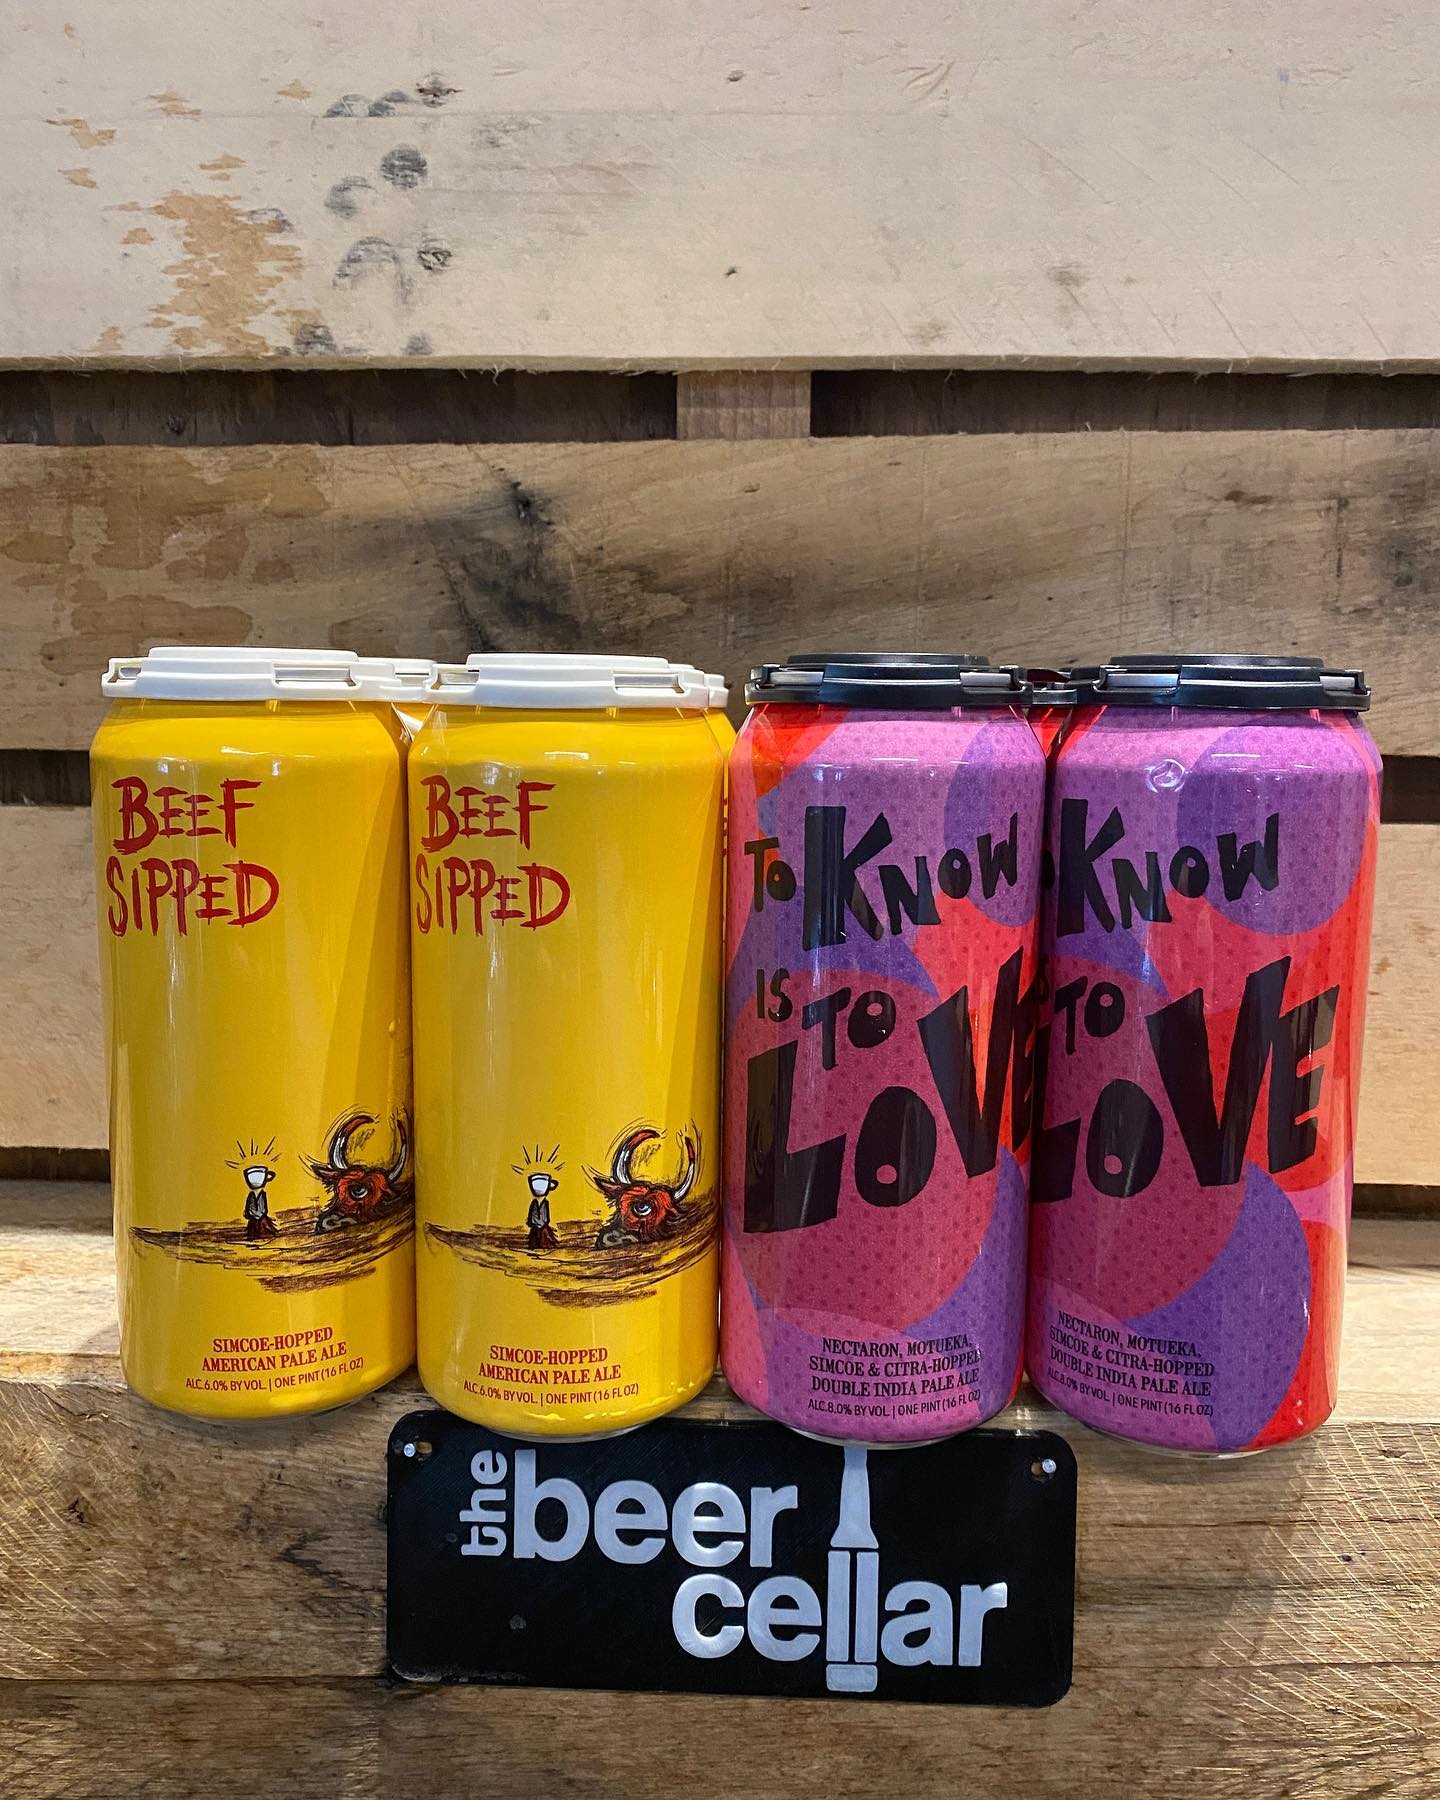 BEEF
SIPPED
SIMCOE-HOPPED
AMERICAN PALE ALE
ALC.6.0% BY VOL. | ONE PINT (16 FL OZ)
BEEF
SIPPED
SIMCOE-HOPPED
AMERICAN PALE ALE
ALC.6.0% BY VOL. | ONE PINT (16 FL OZ)
TO KNOW
IS TO
LOVE
NECTARON, MOTUEKA,
SIMCOE & CITRA-HOPPED
DOUBLE INDIA PALE ALE
ALC.8.0% BY VOL. | ONE PINT (16 FL OZ)
KNOW
TO
LOVE
NECTARON, MOTUEKA,
SIMCOE & CITRA-HOPPED
DOUBLE INDIA PALE ALE
ALC.8.0% BY VOL. | ONE PINT (16 FL OZ)
the beer
cellar